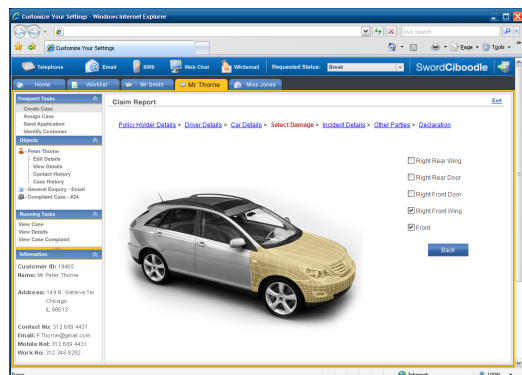 Customize Your Settings - Windows Internet Explorer
Live Search
Customize Your Settings
Page Tools
Telephone Email SMS Web Chat Whitemail Requested Status: Break SwordCiboodle
Home Worklist Mr Smith Mr Thorne Miss Jones
Frequent Tasks
Create Case
Assign Case
Send Application
Identify Customer
Objects
- Peter Thorne
Edit Details
View Details
Contact History
Case History
- General Enquiry - Email
- Complaint Case - #24
Running Tasks
View Case
View Details
View Case Complaint
Information
Customer ID: 19465
Name: Mr Peter Thorne
Address: 149 N. Geneva Ter
Chicago
IL 60613
Contact No: 312 689 4431
Email: P.Thorne@gmail.com
Mobile Not: 312 689 4431
Work No: 312 348 8292
Claim Report
Exit
Policy Holder Details > Driver Details > Car Details > Select Damage > Incident Details > Other Parties > Declaration
Right Rear Wing
Right Rear Door
Right Front Door
Right Front Wing
Front
Back
Done
Internet
100%